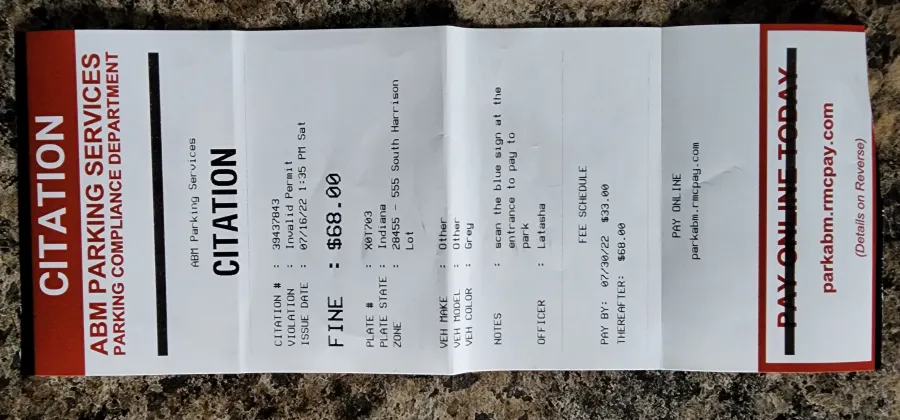 CITATION
ABM PARKING SERVICES
PARKING COMPLIANCE DEPARTMENT
ABM Parking Services
CITATION
CITATION # : 39437843
VIOLATION : Invalid Permit
ISSUE DATE : 07/16/22 1:35 PM Sat
FINE : $68.00
PLATE # : X0T703
PLATE STATE : Indiana
ZONE : 28455 - 555 South Harrison
Lot
VEH MAKE : Other
VEH MODEL : Other
VEH COLOR : Grey
NOTES : scan the blue sign at the
entrance to pay to
park
OFFICER : Latasha
FEE SCHEDULE
PAY BY: 07/30/22 $33.00
THEREAFTER: $68.00
PAY ONLINE
parkabm.rmcpay.com
PAY ONLINE TODAY
parkabm.rmcpay.com
(Details on Reverse)